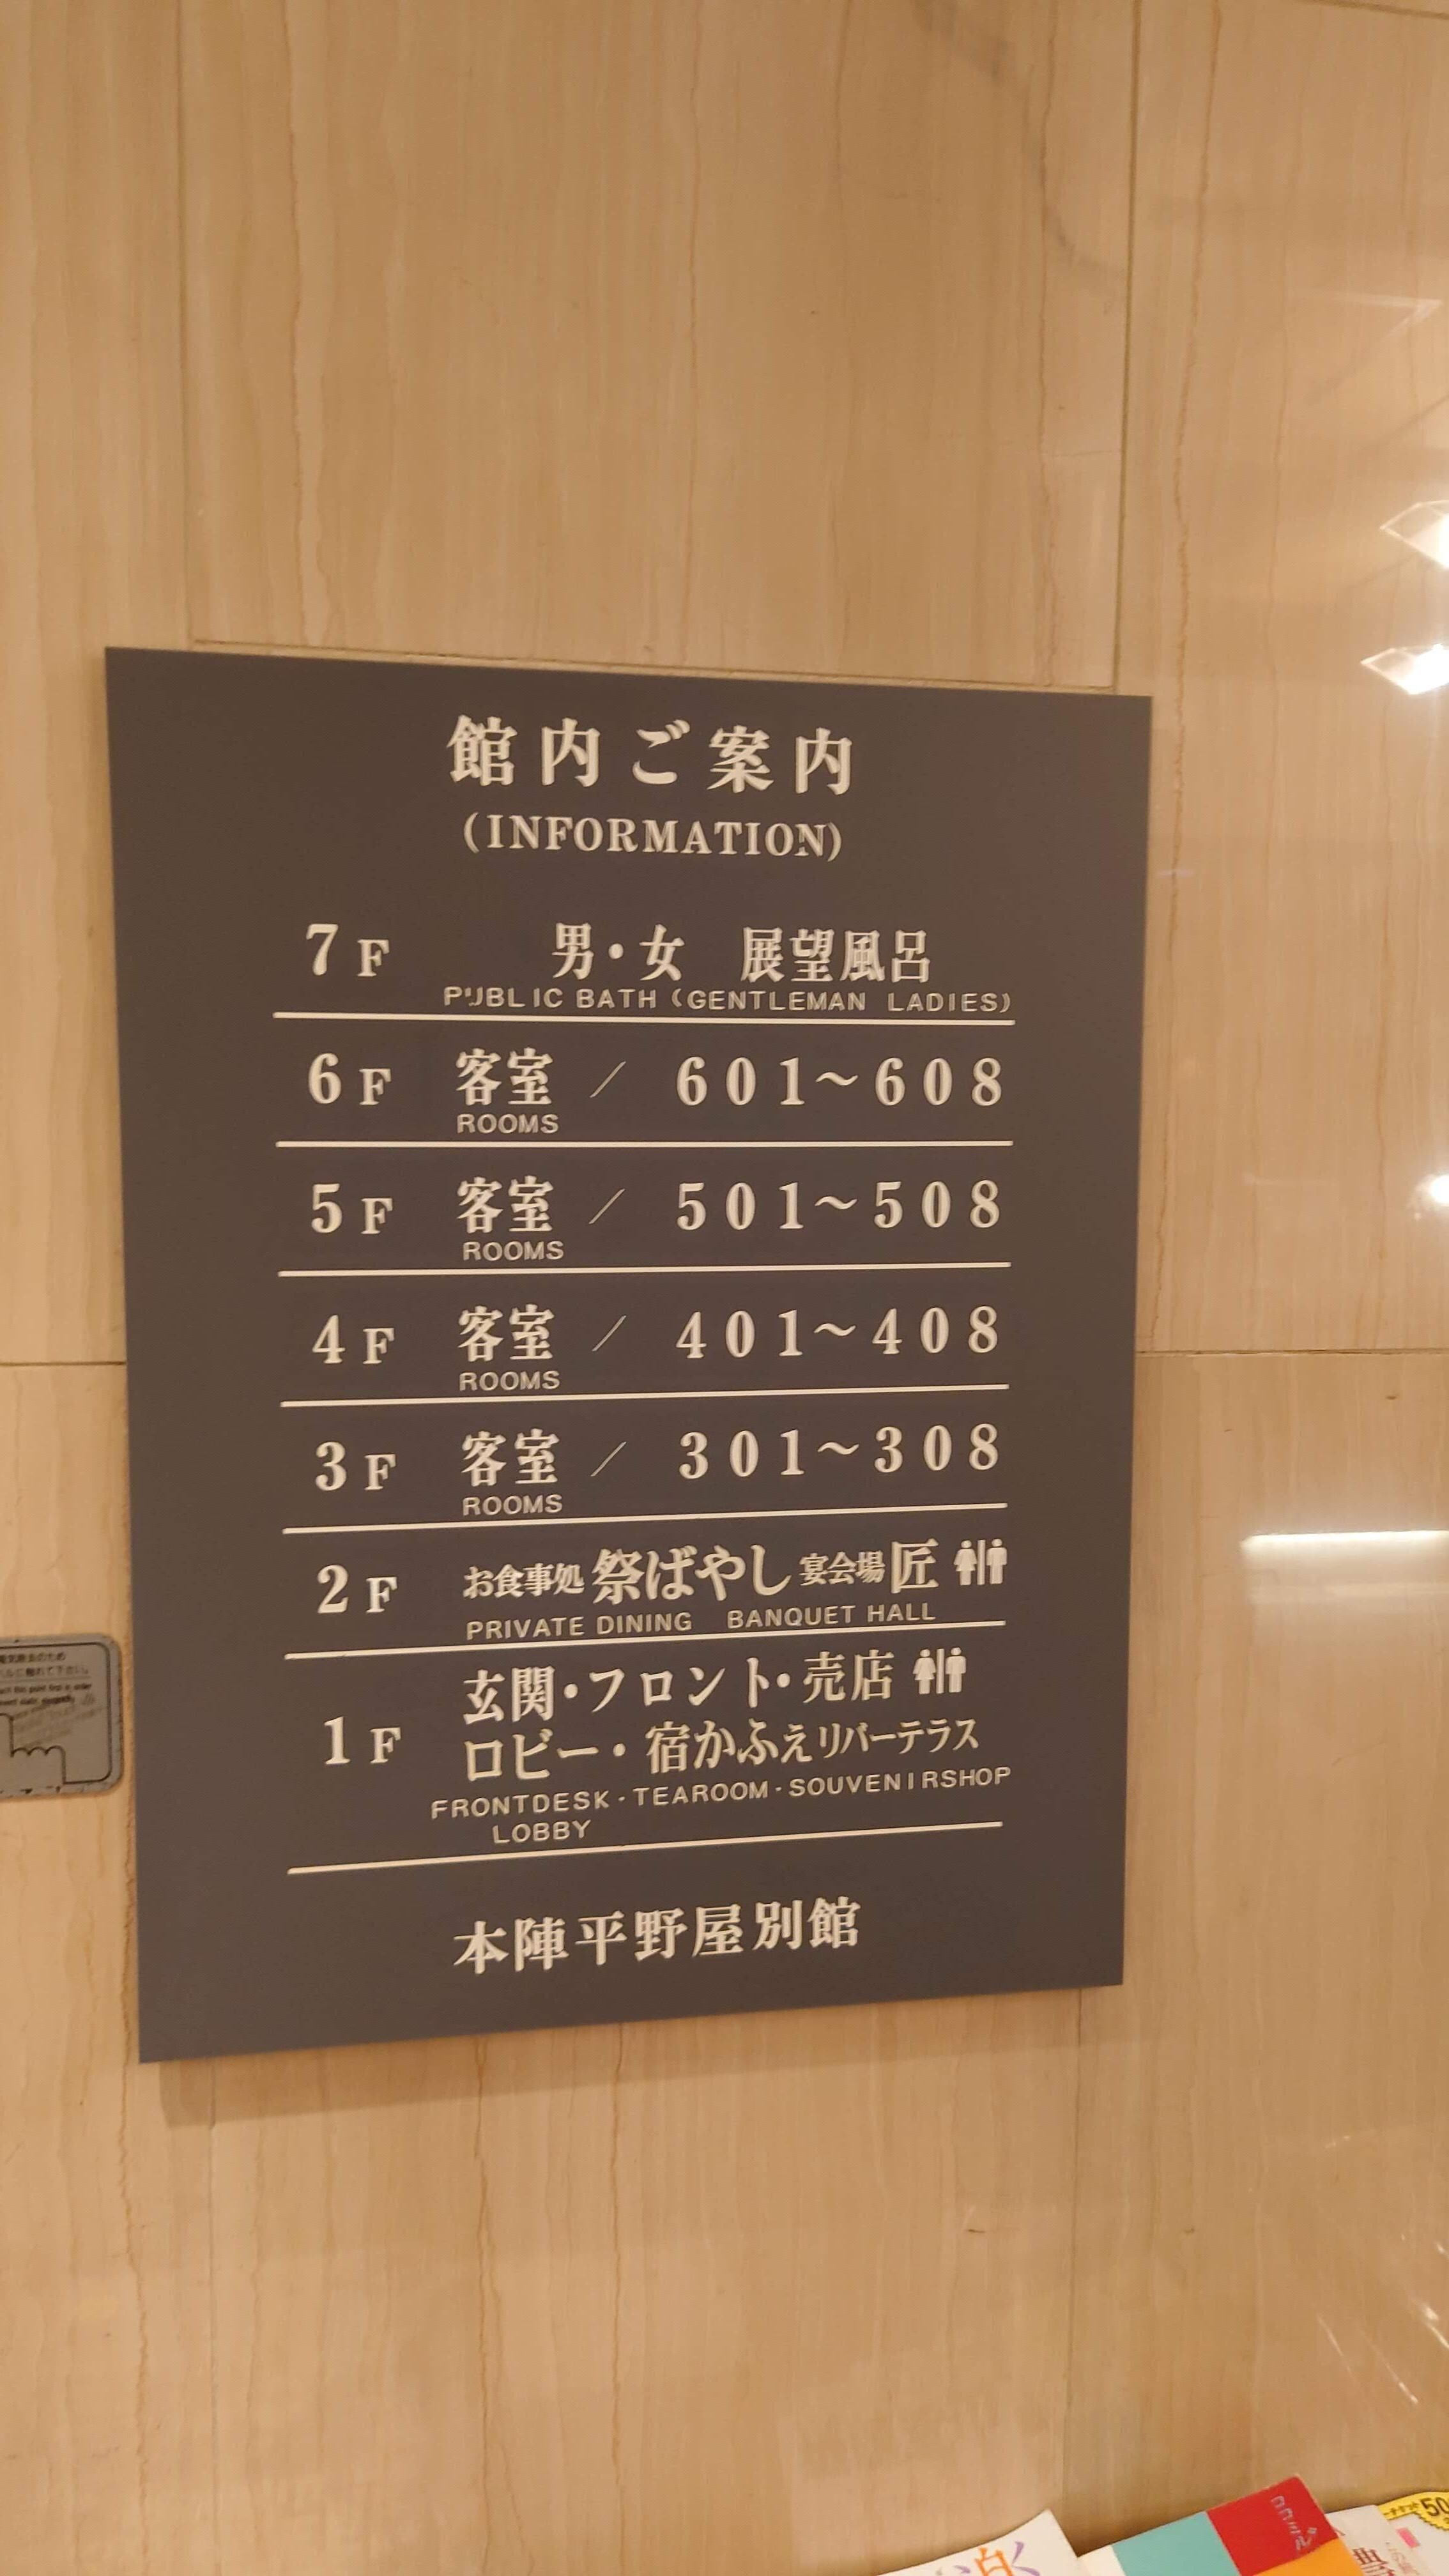 館内ご案内
(INFORMATION)
7F 男・女 展望風呂
PUBLIC BATH (GENTLEMAN LADIES)
6F 客室 / 601〜608
ROOMS
5F 客室 / 501〜508
ROOMS
4F 客室 / 401〜408
ROOMS
3F 客室 / 301〜308
ROOMS
2F お食事処 祭ばやし 宴会場 匠
PRIVATE DINING BANQUET HALL
1F 玄関・フロント・売店
ロビー・宿かふぇリバーテラス
FRONTDESK・TEAROOM・SOUVENIRSHOP
LOBBY
本陣平野屋別館
楽
50